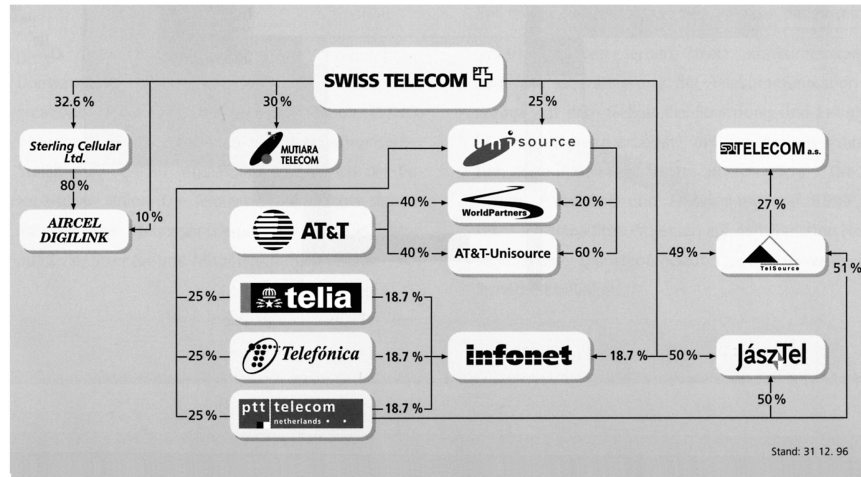 SWISS TELECOM PTT
32.6 %
30 %
25 %
Sterling Cellular
Ltd.
MUTIARA
TELECOM
unisource
SPT TELECOM a.s.
80 %
40 %
WorldPartners
20 %
27 %
AIRCEL
DIGILINK
10 %
AT&T
40 %
AT&T-Unisource
60 %
49 %
TelSource
51 %
25 %
telia
18.7 %
25 %
Telefónica
18.7 %
infonet
18.7 %
50 %
JászTel
25 %
ptt telecom
netherlands
18.7 %
50 %
Stand: 31 12. 96